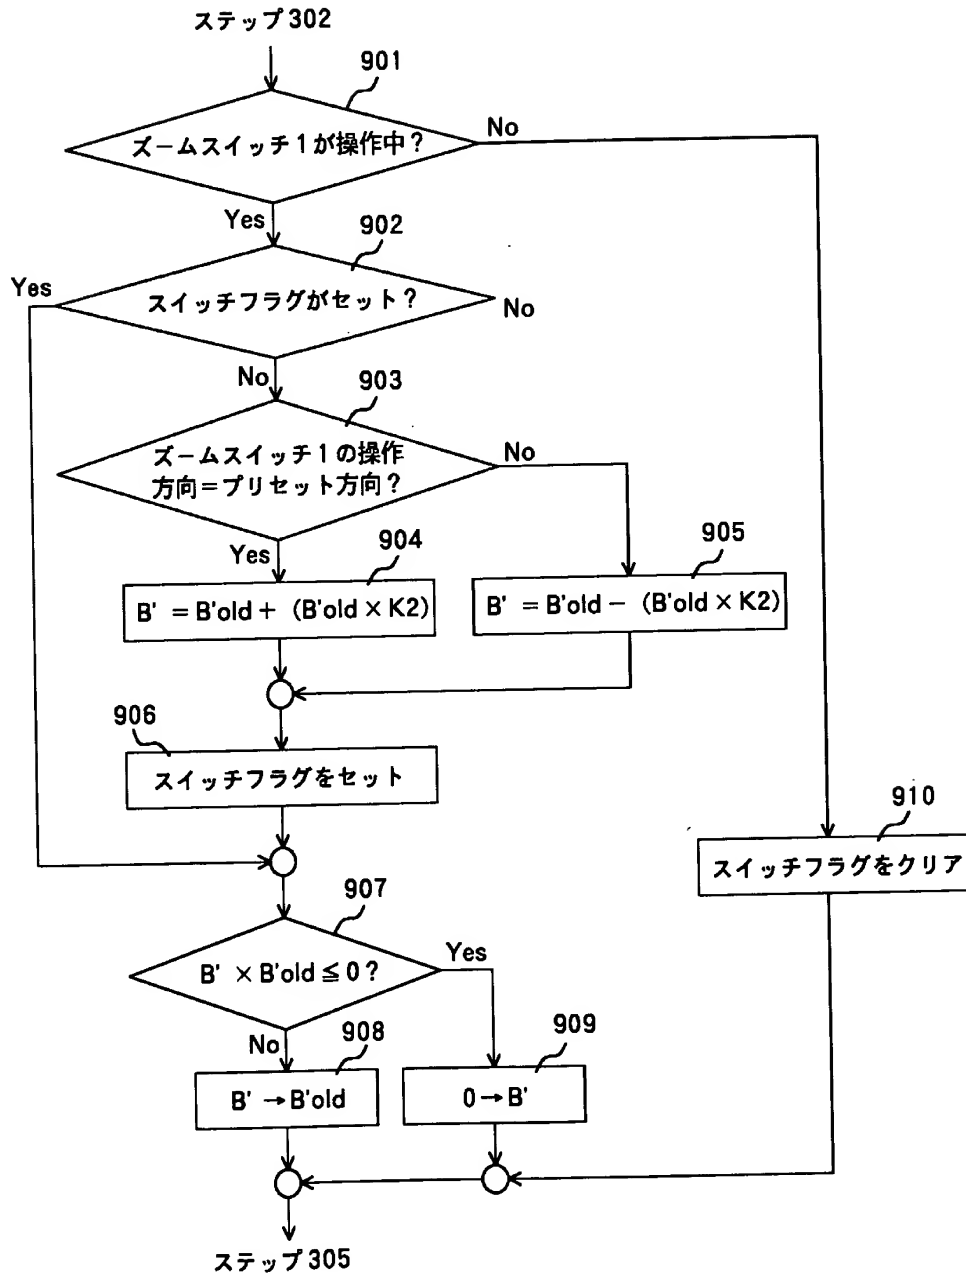 ステップ302
901
ズームスイッチ1が操作中？
No
Yes
902
Yes
スイッチフラグがセット？
No
No
903
ズームスイッチ1の操作
方向＝プリセット方向？
No
Yes
904
905
B' ＝B'old＋（B'old×K2）
B' ＝B'old－（B'old×K2）
906
スイッチフラグをセット
910
スイッチフラグをクリア
907
Yes
B' ×B'old≦0？
No
908
909
B' →B'old
0→B'
ステップ305